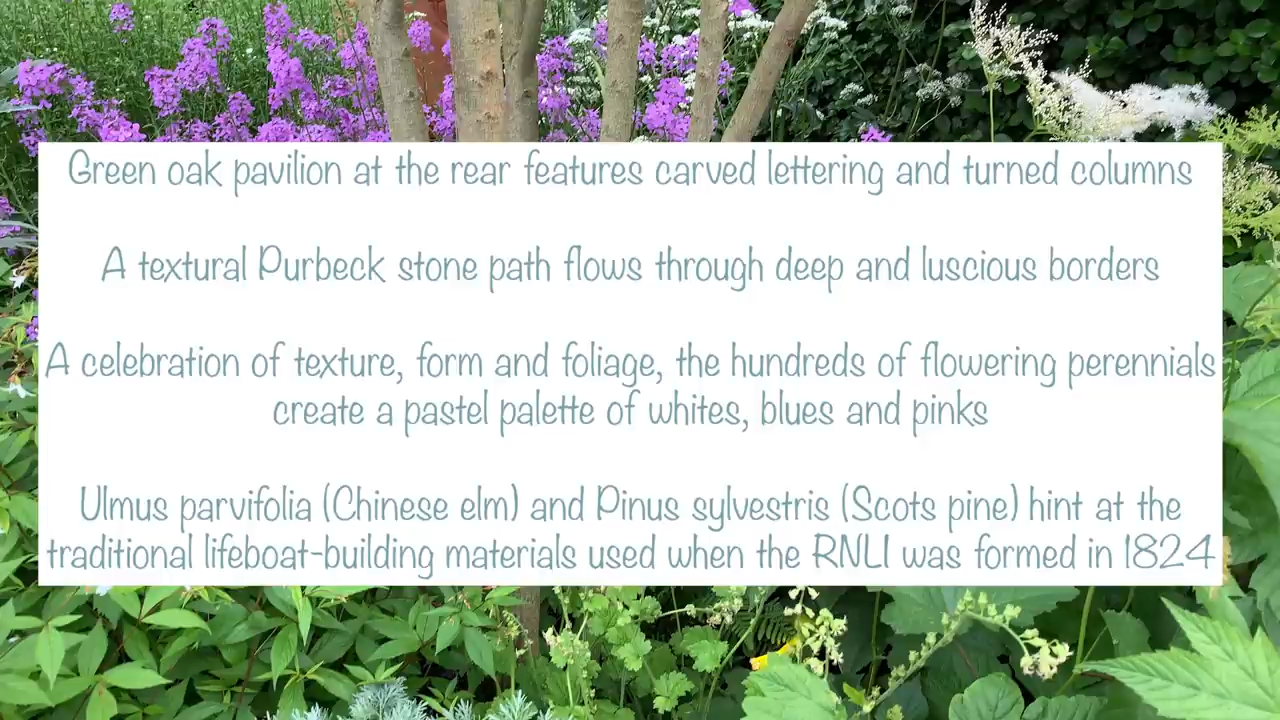 Green oak pavilion at the rear features carved lettering and turned columns
A textural Purbeck stone path flows through deep and luscious borders
A celebration of texture, form and foliage, the hundreds of flowering perennials
create a pastel palette of whites, blues and pinks
Ulmus parvifolia (Chinese elm) and Pinus sylvestris (Scots pine) hint at the
traditional lifeboat-building materials used when the RNLI was formed in 1824